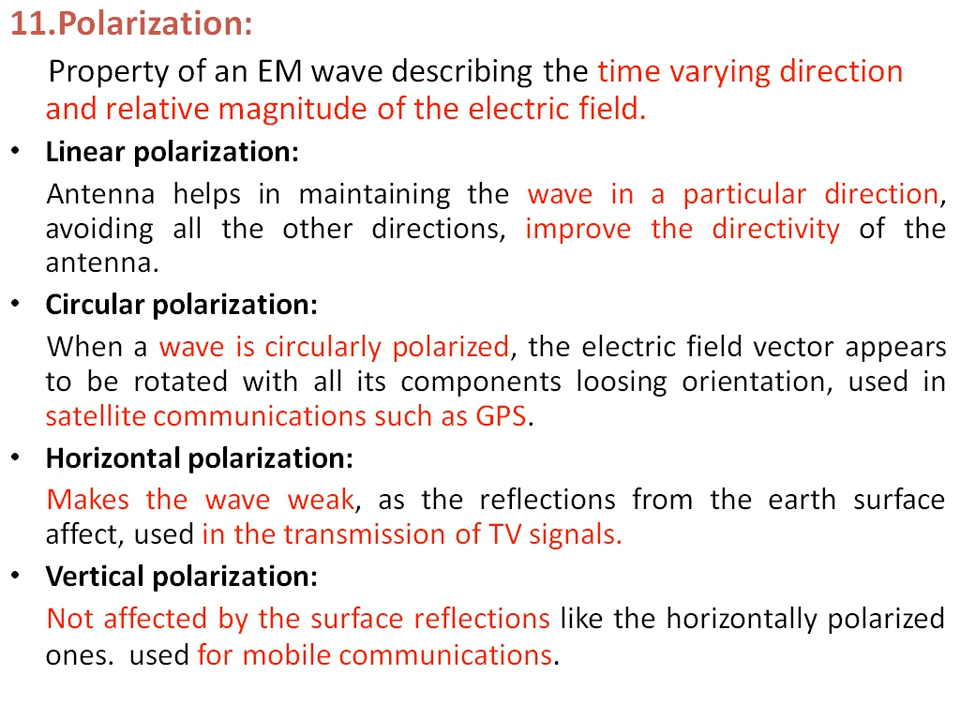 11.Polarization:
Property of an EM wave describing the time varying direction
and relative magnitude of the electric field.
• Linear polarization:
Antenna helps in maintaining the wave in a particular direction,
avoiding all the other directions, improve the directivity of the
antenna.
• Circular polarization:
When a wave is circularly polarized, the electric field vector appears
to be rotated with all its components loosing orientation, used in
satellite communications such as GPS.
• Horizontal polarization:
Makes the wave weak, as the reflections from the earth surface
affect, used in the transmission of TV signals.
• Vertical polarization:
Not affected by the surface reflections like the horizontally polarized
ones.  used for mobile communications.